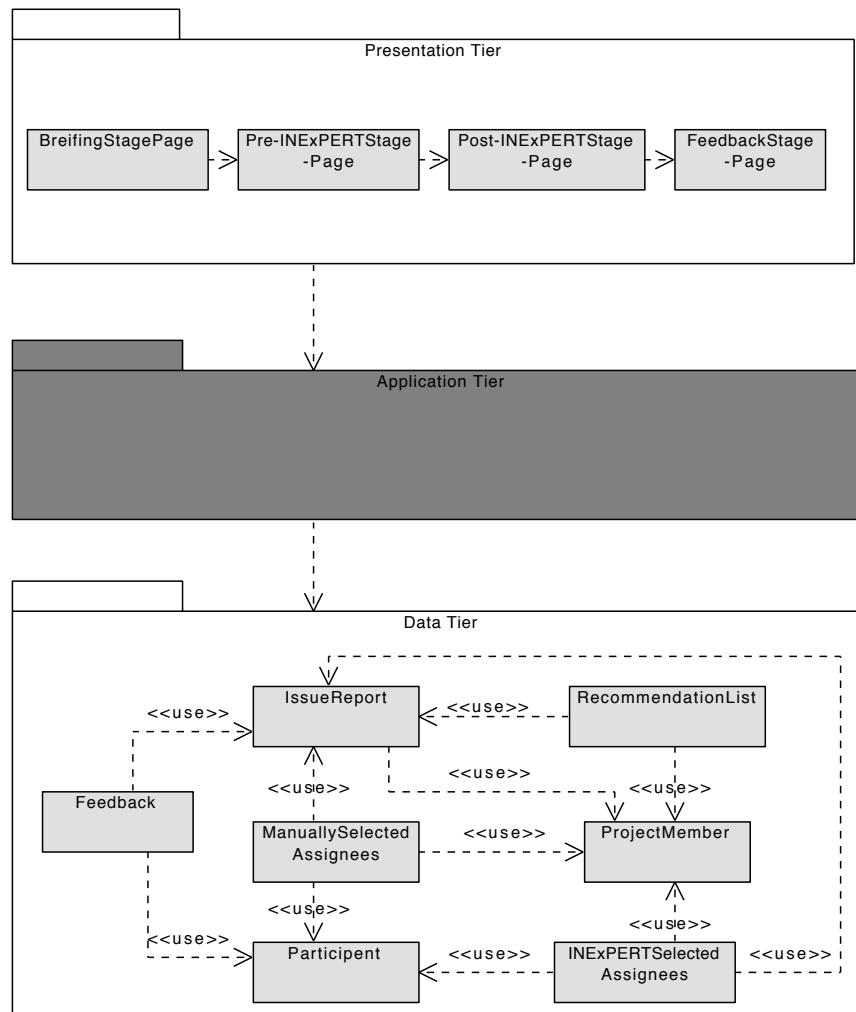 Presentation Tier
BreifingStagePage
Pre-INExPERTStage
-Page
Post-INExPERTStage
-Page
FeedbackStage
-Page
Application Tier
Data Tier
IssueReport
RecommendationList
<<use>>
<<use>>
<<use>>
<<use>>
<<use>>
Feedback
ManuallySelected
Assignees
<<use>>
ProjectMember
<<use>>
<<use>>
<<use>>
Participent
<<use>>
INExPERTSelected
Assignees
<<use>>